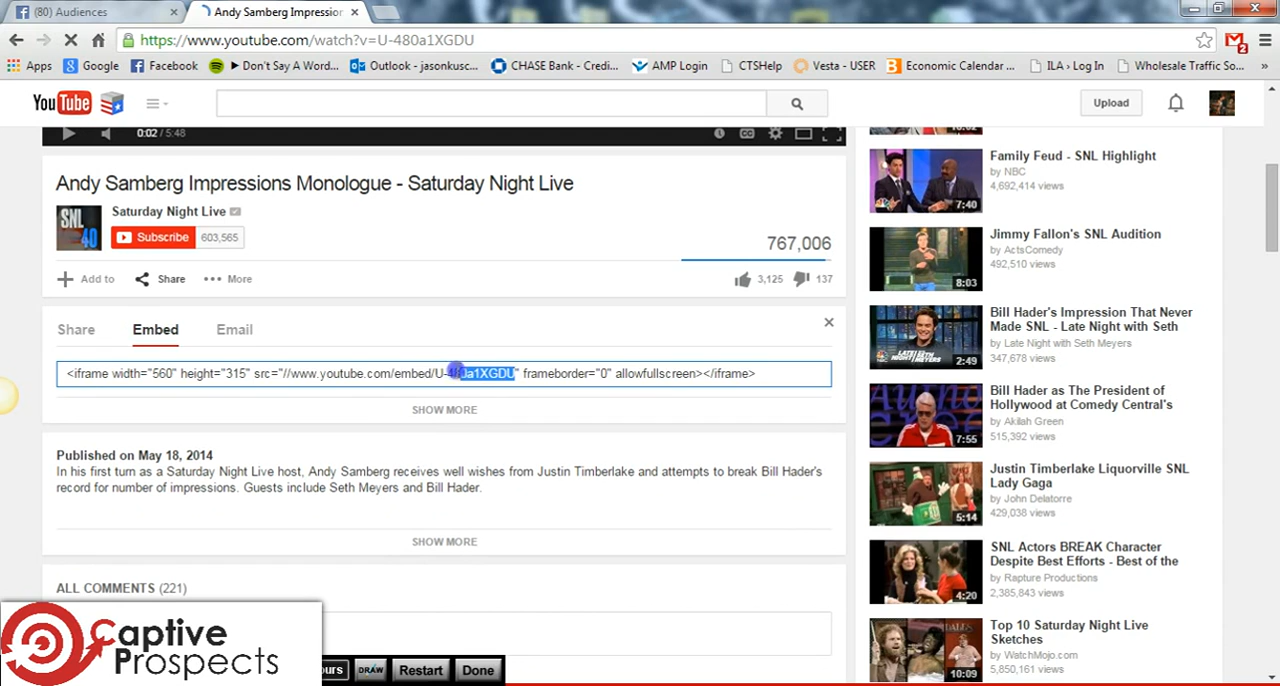 (80) Audiences
Andy Samberg Impression
https://www.youtube.com/watch?v=U-480a1XGDU
2
Apps Google Facebook ▶ Don't Say A Word... Outlook - jasonkusc... CHASE Bank - Credi... AMP Login CTSHelp Vesta - USER Economic Calendar ... ILA › Log In Wholesale Traffic So... »
YouTube
Upload
0:02 / 5:48
Andy Samberg Impressions Monologue - Saturday Night Live
SNL 40
Saturday Night Live
Subscribe 603,565
767,006
Add to Share More
3,125 137
Share Embed Email
<iframe width="560" height="315" src="//www.youtube.com/embed/U-480a1XGDU" frameborder="0" allowfullscreen></iframe>
SHOW MORE
Published on May 18, 2014
In his first turn as a Saturday Night Live host, Andy Samberg receives well wishes from Justin Timberlake and attempts to break Bill Hader's
record for number of impressions. Guests include Seth Meyers and Bill Hader.
SHOW MORE
ALL COMMENTS (221)
Captive
Prospects
ours DRAW Restart Done
Family Feud - SNL Highlight
by NBC
4,692,414 views
7:40
Jimmy Fallon's SNL Audition
by ActsComedy
492,510 views
8:03
Bill Hader's Impression That Never
Made SNL - Late Night with Seth
by Late Night with Seth Meyers
347,678 views
2:49
Bill Hader as The President of
Hollywood at Comedy Central's
by Akilah Green
515,392 views
7:55
Justin Timberlake Liquorville SNL
Lady Gaga
by John Delatorre
429,038 views
5:14
SNL Actors BREAK Character
Despite Best Efforts - Best of the
by Rapture Productions
2,385,843 views
4:20
Top 10 Saturday Night Live
Sketches
by WatchMojo.com
5,850,161 views
10:09